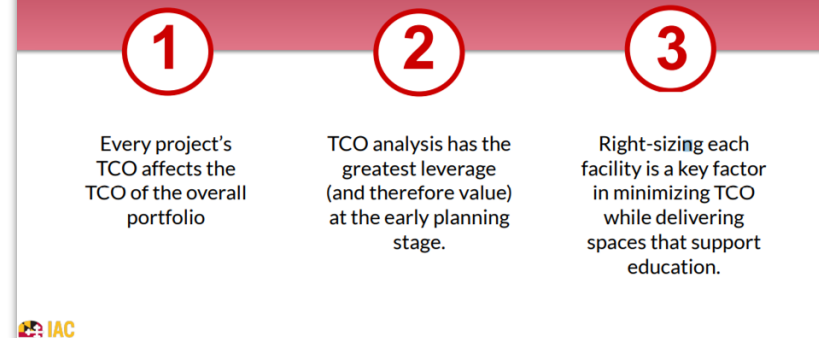 1
Every project's
TCO affects the
TCO of the overall
portfolio
2
TCO analysis has the
greatest leverage
(and therefore value)
at the early planning
stage.
3
Right-sizing each
facility is a key factor
in minimizing TCO
while delivering
spaces that support
education.
IAC